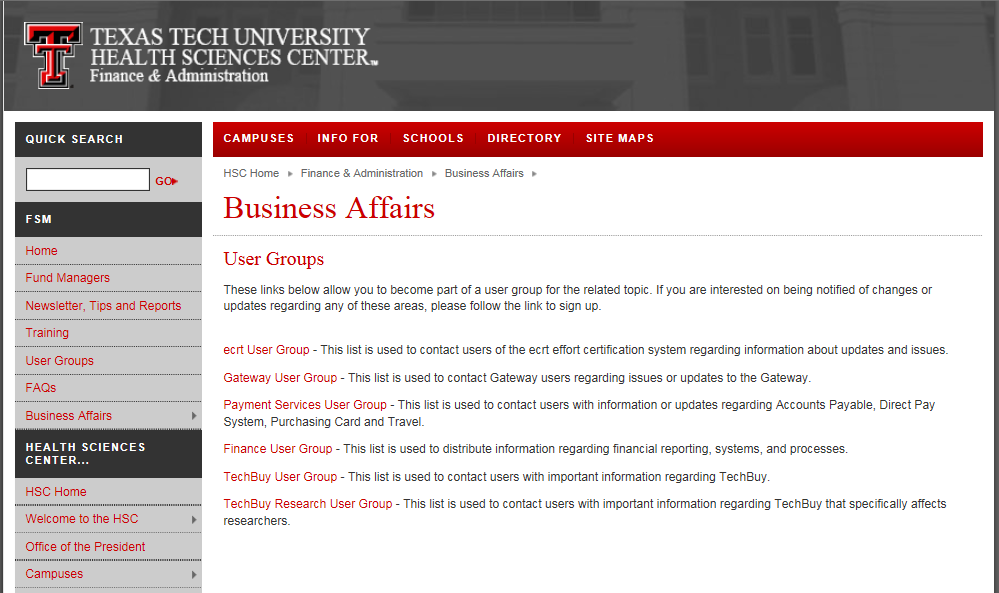 TEXAS TECH UNIVERSITY
HEALTH SCIENCES CENTER™
Finance & Administration
QUICK SEARCH
GO
FSM
Home
Fund Managers
Newsletter, Tips and Reports
Training
User Groups
FAQs
Business Affairs
HEALTH SCIENCES
CENTER...
HSC Home
Welcome to the HSC
Office of the President
Campuses
CAMPUSES INFO FOR SCHOOLS DIRECTORY SITE MAPS
HSC Home Finance & Administration Business Affairs
Business Affairs
User Groups
These links below allow you to become part of a user group for the related topic. If you are interested on being notified of changes or
updates regarding any of these areas, please follow the link to sign up.
ecrt User Group - This list is used to contact users of the ecrt effort certification system regarding information about updates and issues.
Gateway User Group - This list is used to contact Gateway users regarding issues or updates to the Gateway.
Payment Services User Group - This list is used to contact users with information or updates regarding Accounts Payable, Direct Pay
System, Purchasing Card and Travel.
Finance User Group - This list is used to distribute information regarding financial reporting, systems, and processes.
TechBuy User Group - This list is used to contact users with important information regarding TechBuy.
TechBuy Research User Group - This list is used to contact users with important information regarding TechBuy that specifically affects
researchers.